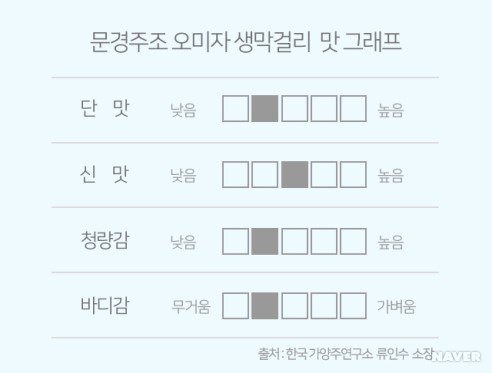 문경주조 오미자 생막걸리 맛 그래프
단 맛 낮음 높음
신 맛 낮음 높음
청량감 낮음 높음
바디감 무거움 가벼움
출처 : 한국 가양주연구소 류인수 소장
NAVER